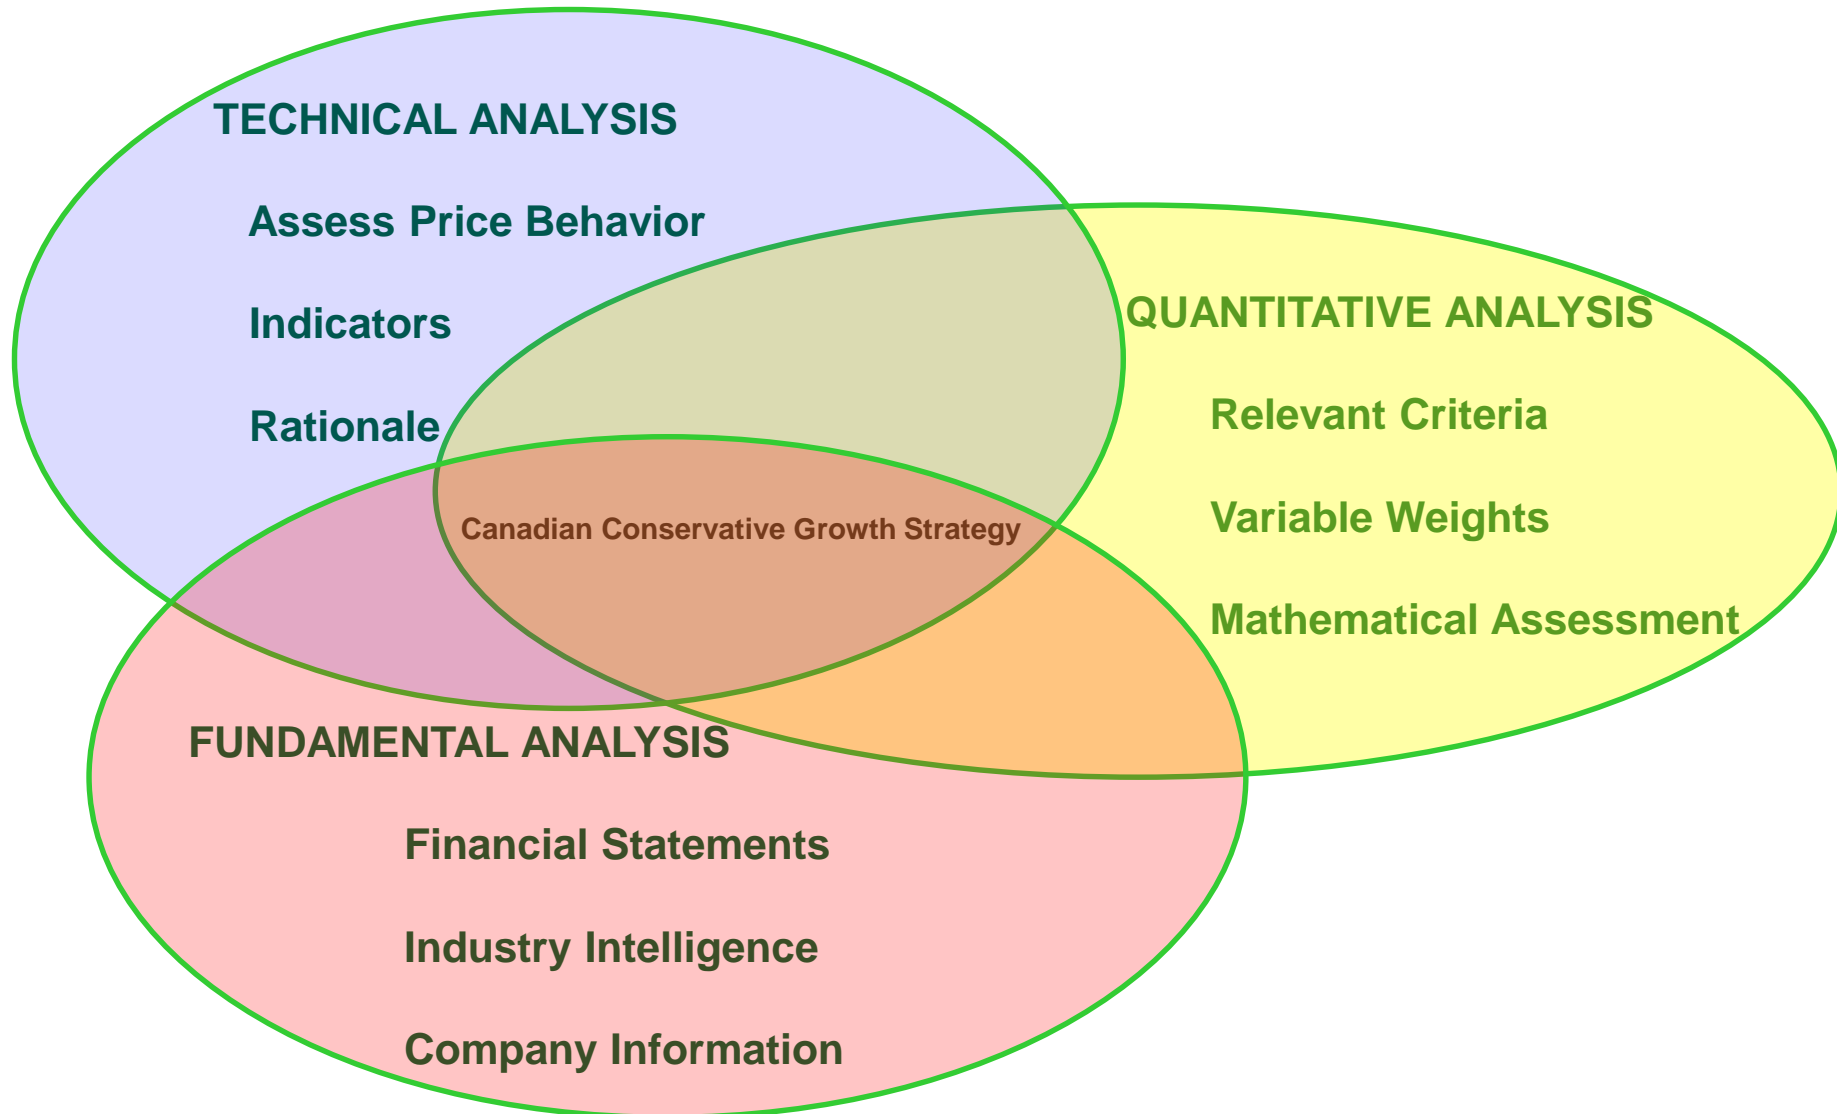 TECHNICAL ANALYSIS
Assess Price Behavior
Indicators
Rationale
QUANTITATIVE ANALYSIS
Relevant Criteria
Variable Weights
Mathematical Assessment
Canadian Conservative Growth Strategy
FUNDAMENTAL ANALYSIS
Financial Statements
Industry Intelligence
Company Information